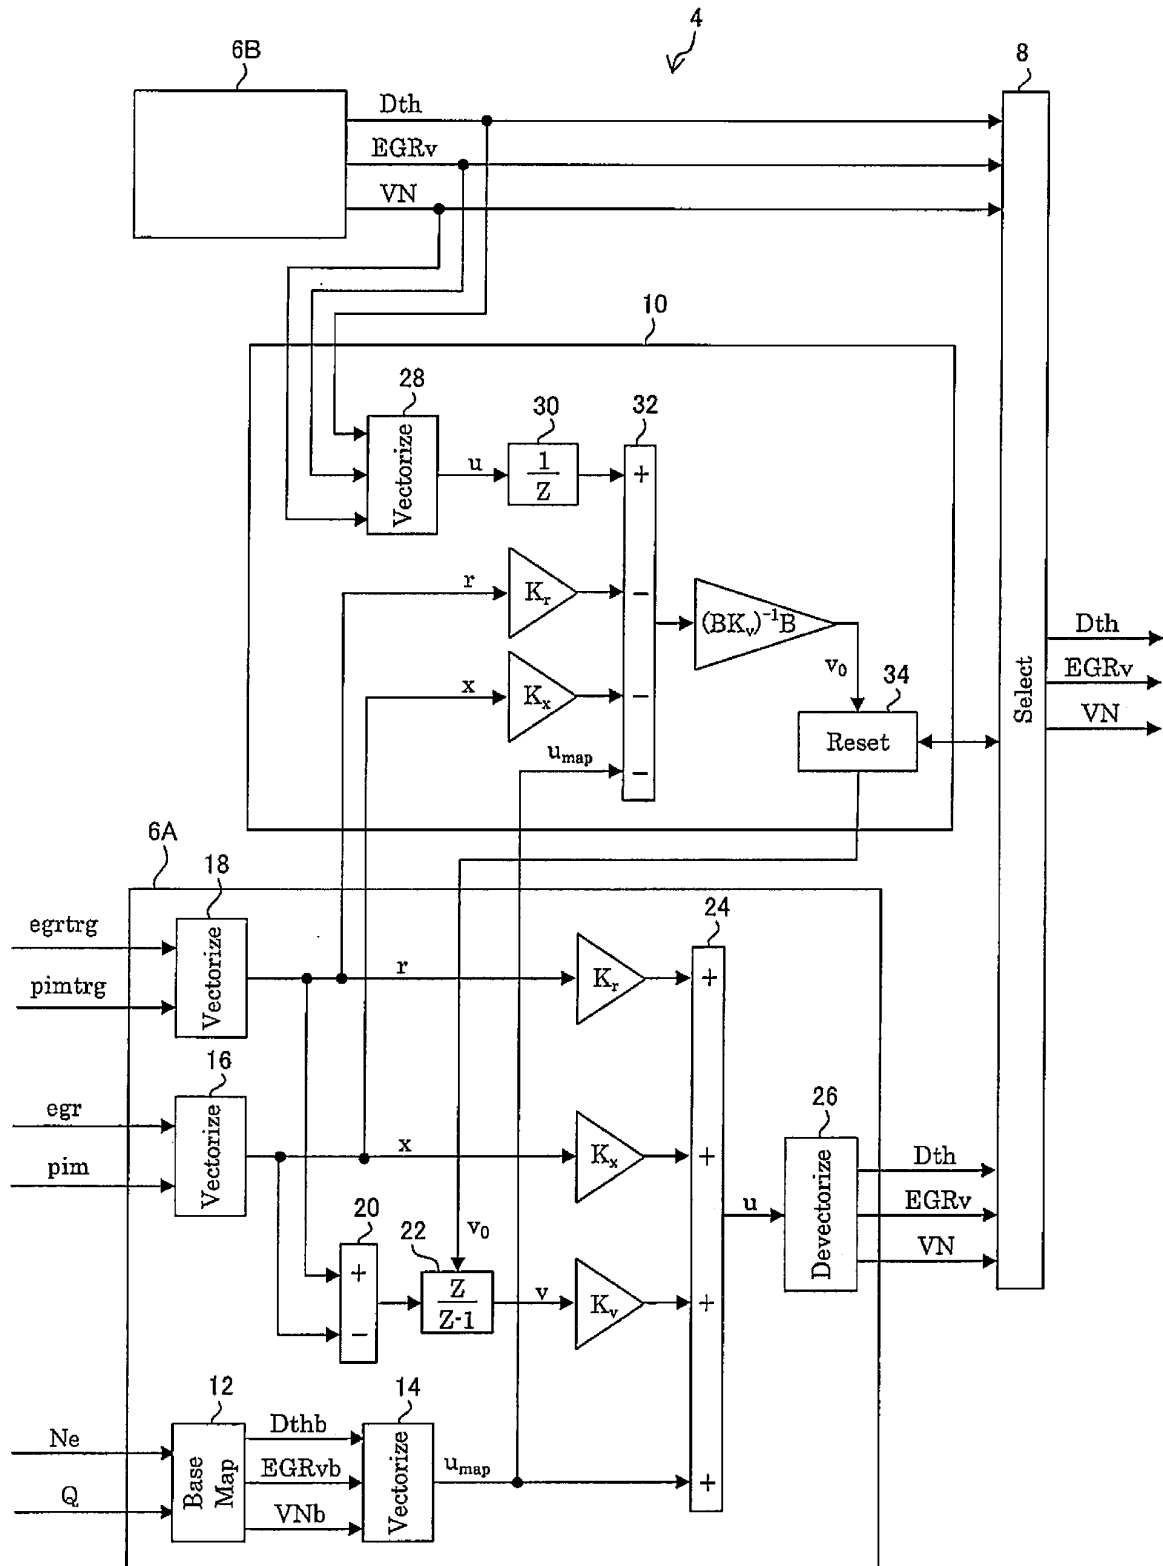 4
6B
8
Dth
EGRv
VN
10
28
30
32
Vectorize
u
1
Z
+
r
Kr
−
(BKv)⁻¹B
v0
34
x
Kx
−
Reset
umap
−
Select
Dth
EGRv
VN
6A
18
24
egrtrg
pimtrg
Vectorize
r
Kr
+
16
egr
pim
Vectorize
x
Kx
+
26
Devectorize
Dth
EGRv
VN
u
20
+
−
22
v0
Z
Z-1
v
Kv
+
12
14
Ne
Q
Base
Map
Dthb
EGRvb
VNb
Vectorize
umap
+